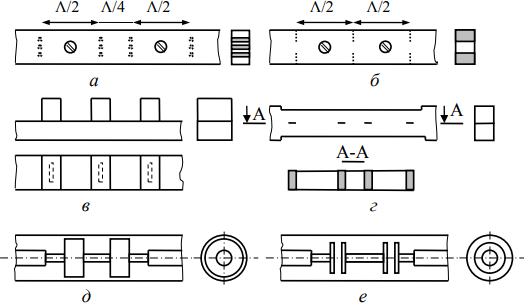 Λ/2 Λ/4 Λ/2 Λ/2 Λ/2
а б
А А
А-А
в г
д е